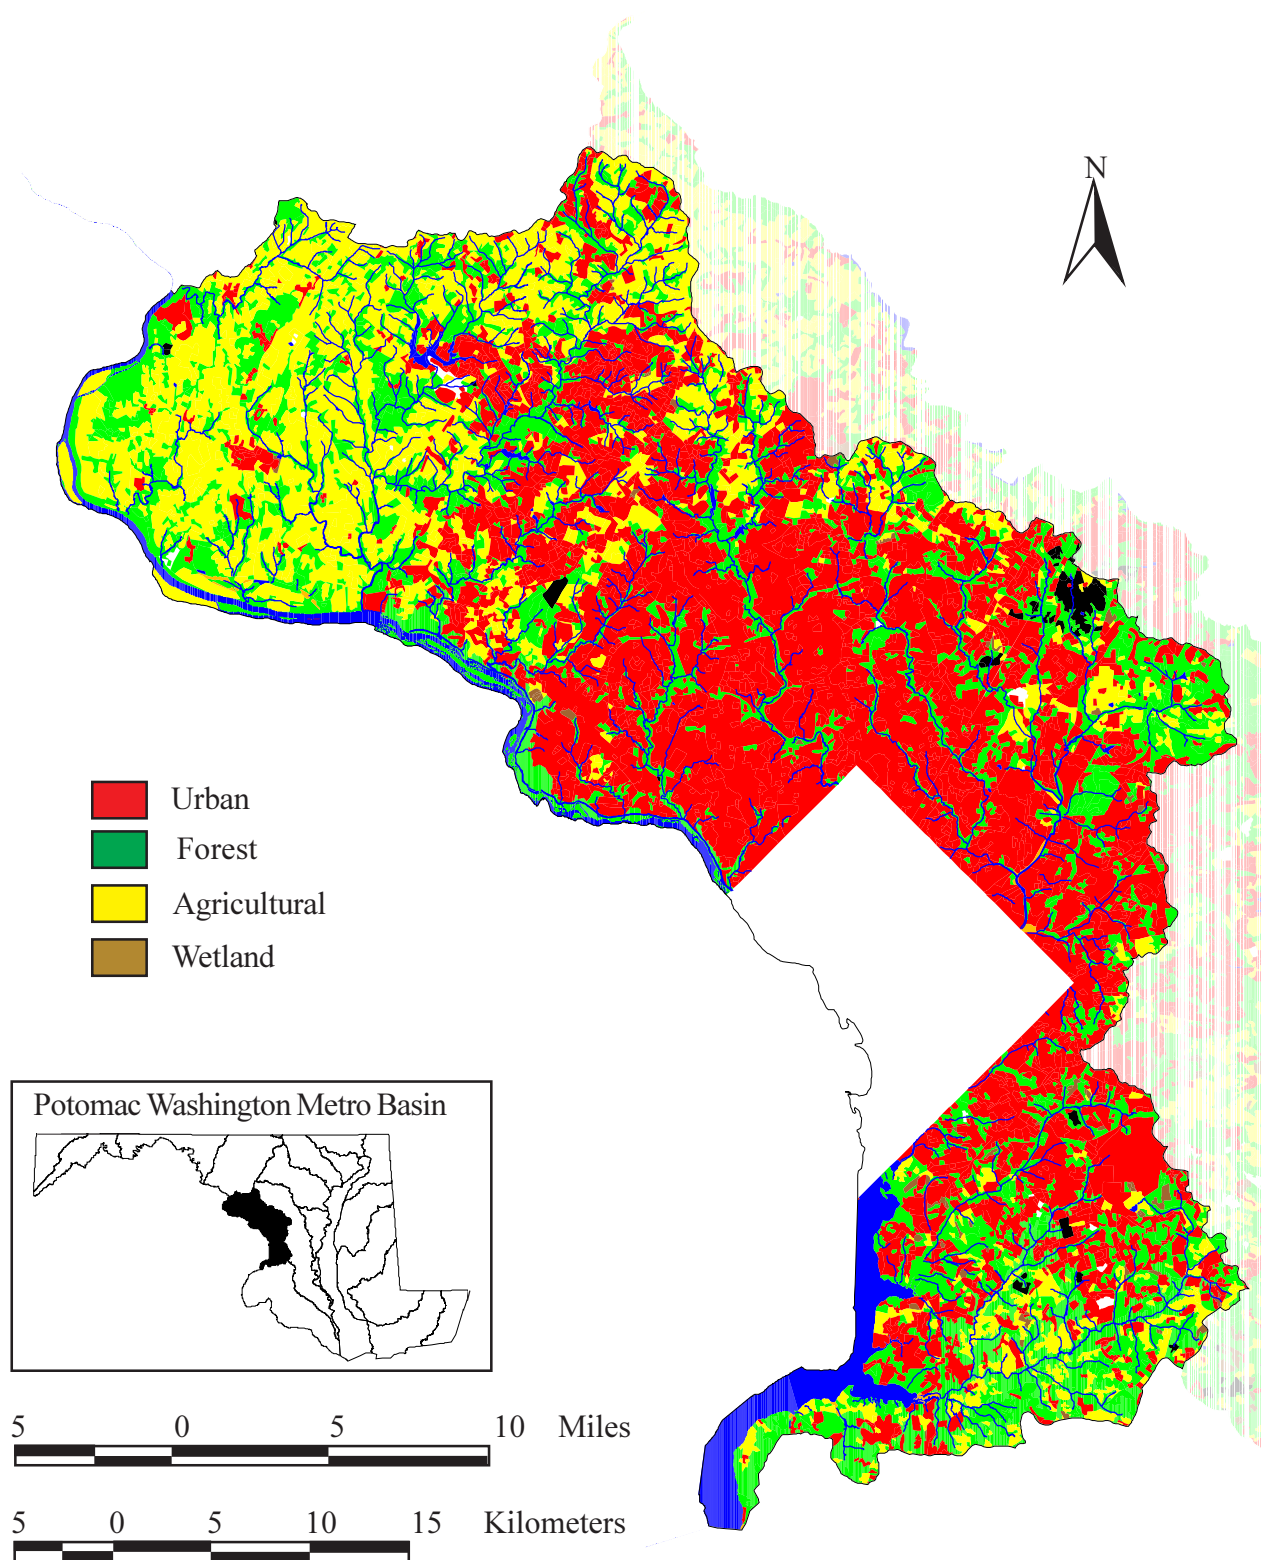 N
Urban
Forest
Agricultural
Wetland
Potomac Washington Metro Basin
5 0 5 10 Miles
5 0 5 10 15 Kilometers